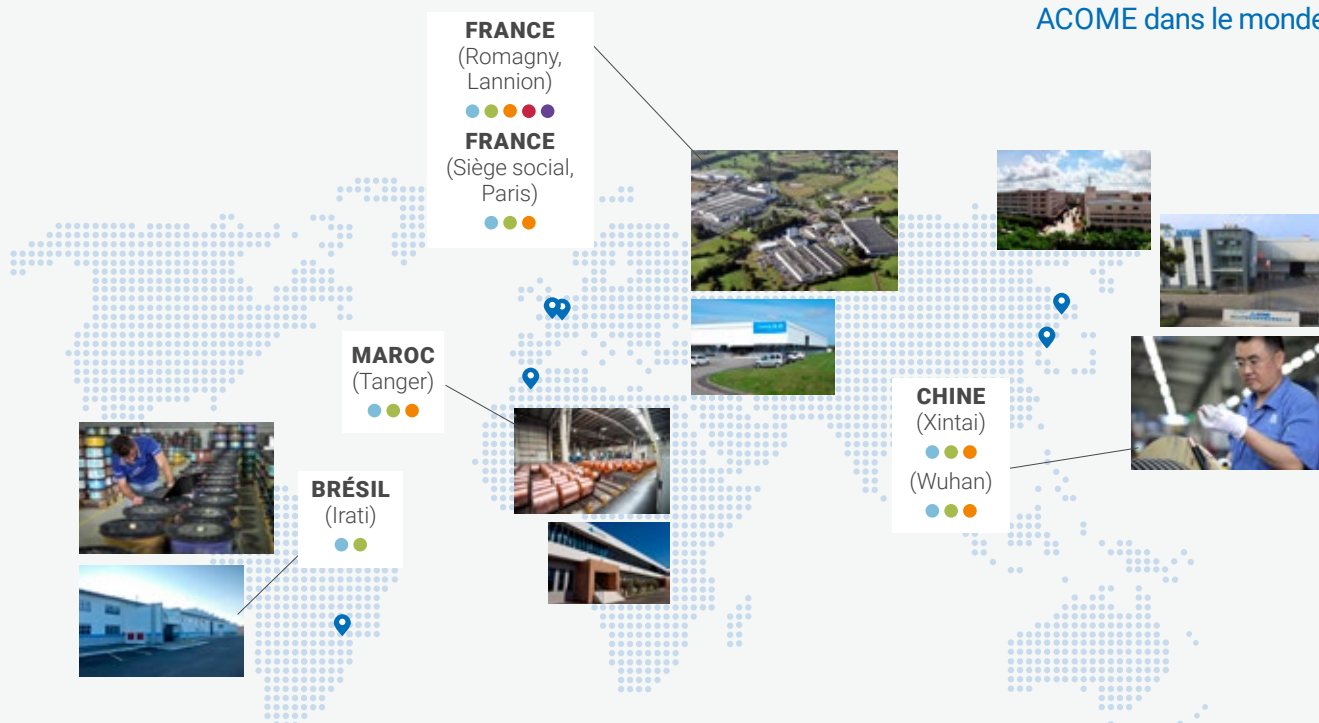 ACOME dans le monde
FRANCE
(Romagny,
Lannion)
FRANCE
(Siège social,
Paris)
MAROC
(Tanger)
BRÉSIL
(Irati)
CHINE
(Xintai)
(Wuhan)